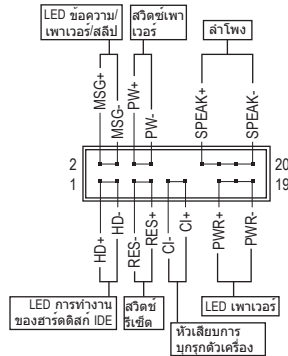 LED ข้อความ/
เพาเวอร์/สลีป
สวิตช์เพา
เวอร์
ลำโพง
MSG+
MSG-
PW+
PW-
SPEAK+
SPEAK-
2
20
1
19
HD+
HD-
RES-
RES+
CI-
CI+
PWR+
PWR-
LED การทำงาน
ของฮาร์ดดิสก์ IDE
สวิตช์
รีเซ็ต
หัวเสียบการ
บุกรุกตัวเครื่อง
LED เพาเวอร์